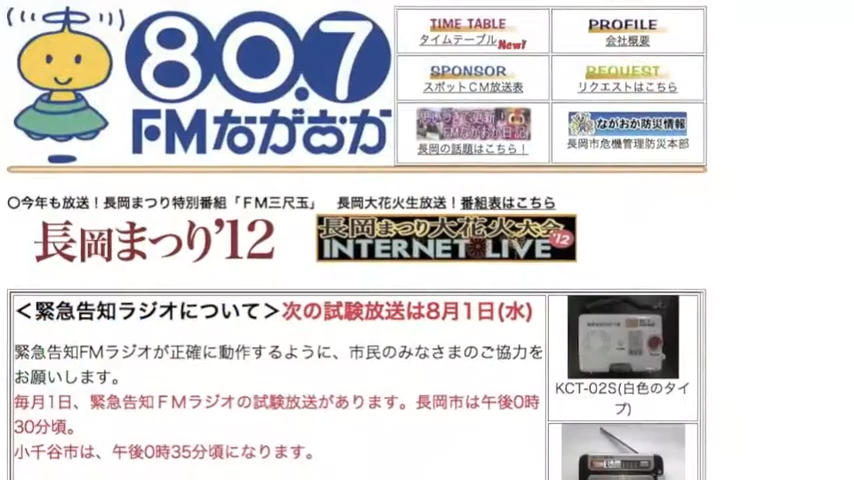 80.7
FMながおか
TIME TABLE
タイムテーブル New!
PROFILE
会社概要
SPONSOR
スポットCM放送表
REQUEST
リクエストはこちら
FMながおか日記
長岡の話題はこちら！
ながおか防災情報
長岡市危機管理防災本部
〇今年も放送！長岡まつり特別番組「ＦＭ三尺玉」　長岡大花火生放送！番組表はこちら
長岡まつり'12
長岡まつり大花火大会
INTERNET LIVE '12
＜緊急告知ラジオについて＞次の試験放送は8月1日(水)
緊急告知FMラジオが正確に動作するように、市民のみなさまのご協力を
お願いします。
毎月1日、緊急告知ＦＭラジオの試験放送があります。長岡市は午後0時
30分頃。
小千谷市は、午後0時35分頃になります。
KCT-02S(白色のタイ
プ)